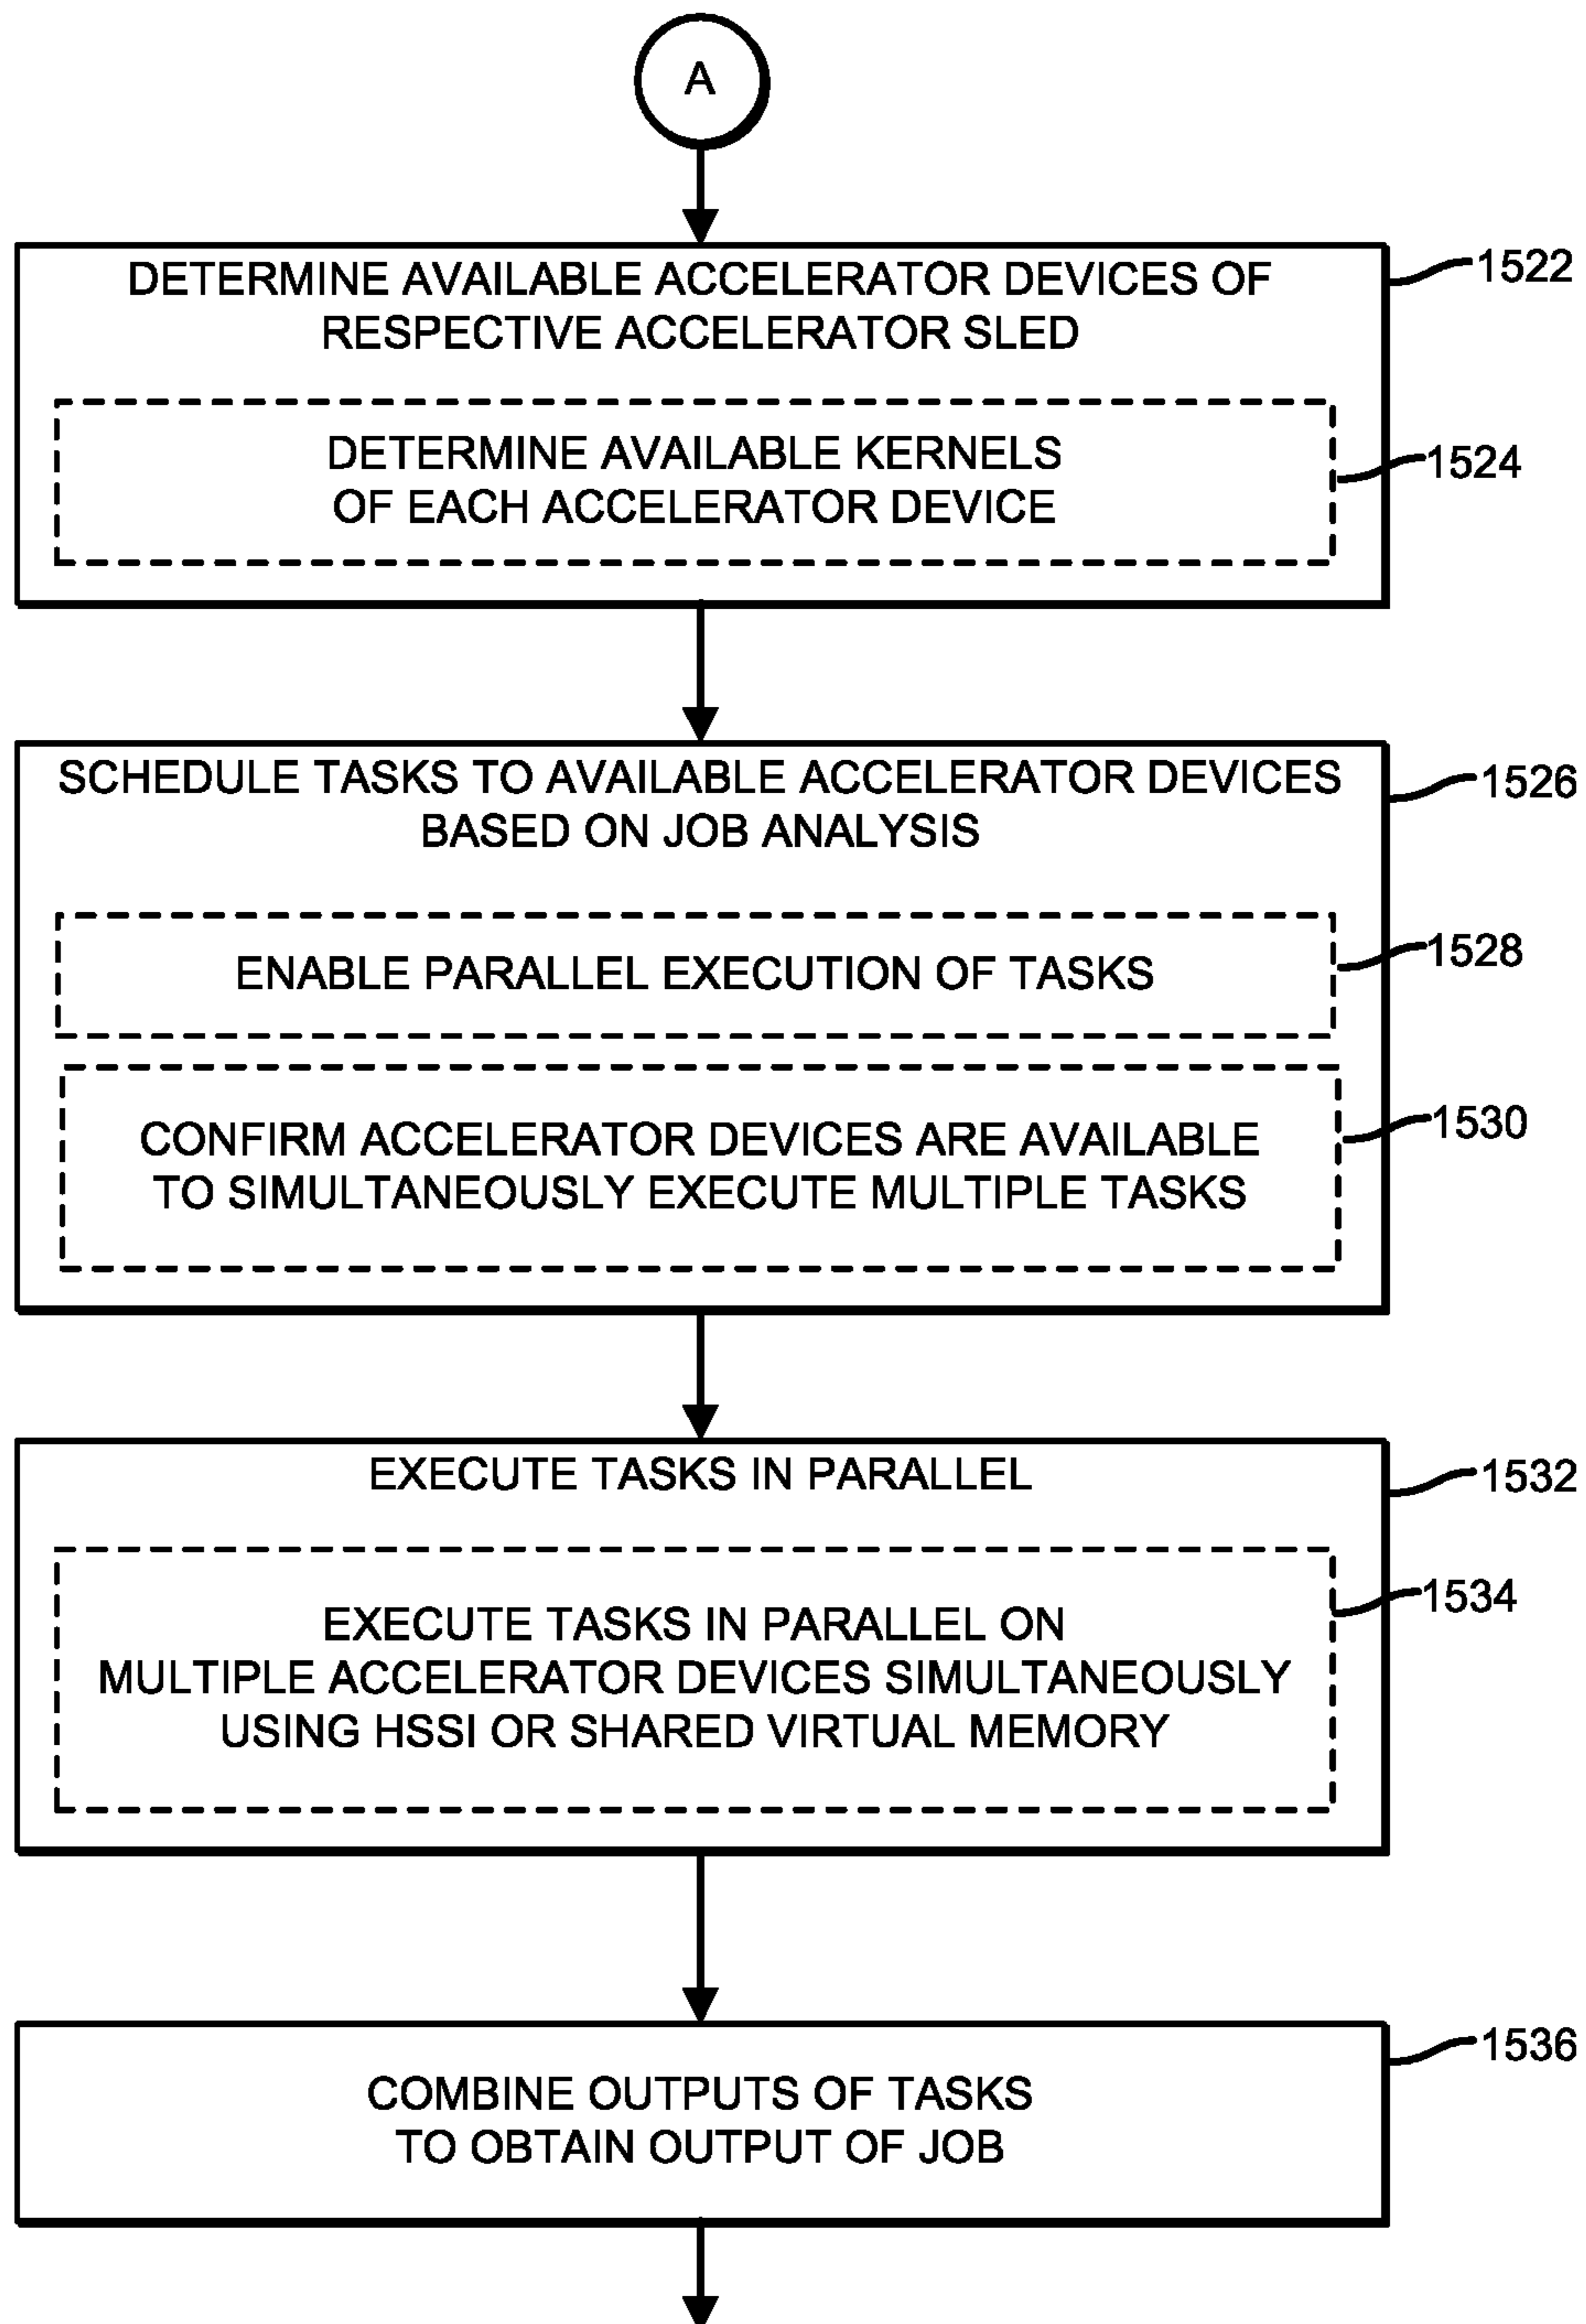 A
DETERMINE AVAILABLE ACCELERATOR DEVICES OF
RESPECTIVE ACCELERATOR SLED
1522
DETERMINE AVAILABLE KERNELS
OF EACH ACCELERATOR DEVICE
1524
SCHEDULE TASKS TO AVAILABLE ACCELERATOR DEVICES
BASED ON JOB ANALYSIS
1526
ENABLE PARALLEL EXECUTION OF TASKS
1528
CONFIRM ACCELERATOR DEVICES ARE AVAILABLE
TO SIMULTANEOUSLY EXECUTE MULTIPLE TASKS
1530
EXECUTE TASKS IN PARALLEL
1532
EXECUTE TASKS IN PARALLEL ON
MULTIPLE ACCELERATOR DEVICES SIMULTANEOUSLY
USING HSSI OR SHARED VIRTUAL MEMORY
1534
COMBINE OUTPUTS OF TASKS
TO OBTAIN OUTPUT OF JOB
1536